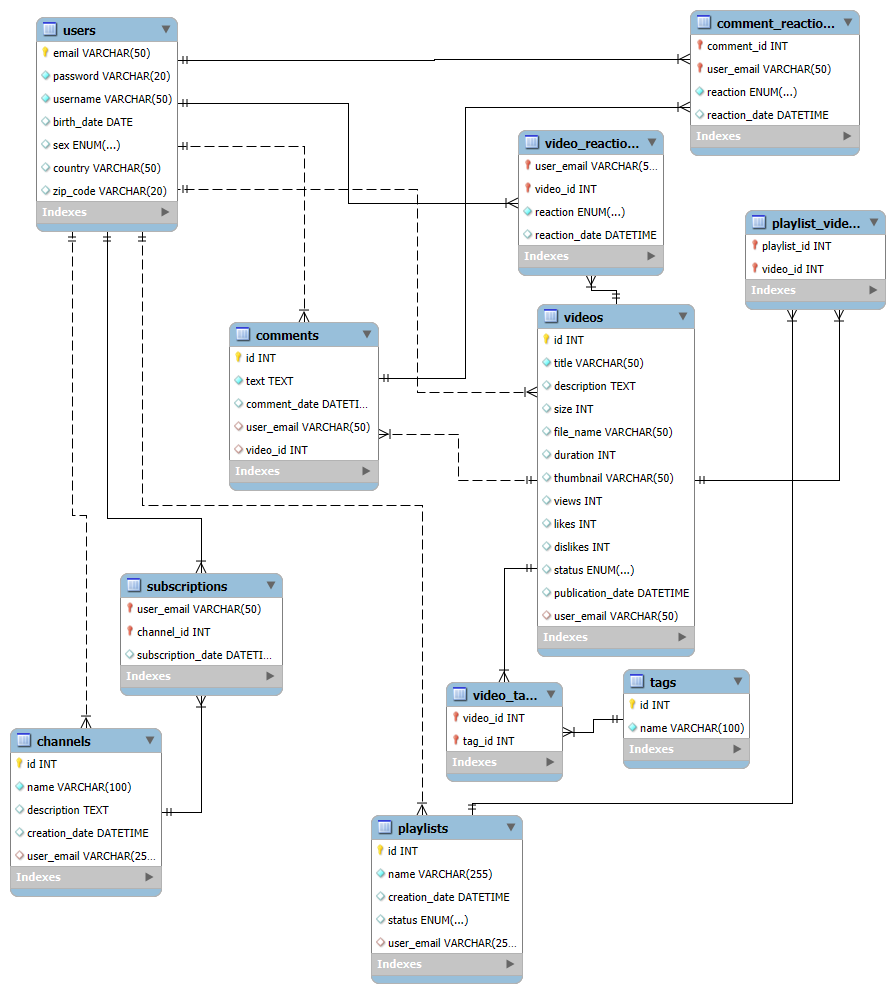 users
email VARCHAR(50)
password VARCHAR(20)
username VARCHAR(50)
birth_date DATE
sex ENUM(...)
country VARCHAR(50)
zip_code VARCHAR(20)
Indexes
comment_reactio...
comment_id INT
user_email VARCHAR(50)
reaction ENUM(...)
reaction_date DATETIME
Indexes
video_reactio...
user_email VARCHAR(5...
video_id INT
reaction ENUM(...)
reaction_date DATETIME
Indexes
playlist_vide...
playlist_id INT
video_id INT
Indexes
comments
id INT
text TEXT
comment_date DATETI...
user_email VARCHAR(50)
video_id INT
Indexes
videos
id INT
title VARCHAR(50)
description TEXT
size INT
file_name VARCHAR(50)
duration INT
thumbnail VARCHAR(50)
views INT
likes INT
dislikes INT
status ENUM(...)
publication_date DATETIME
user_email VARCHAR(50)
Indexes
subscriptions
user_email VARCHAR(50)
channel_id INT
subscription_date DATETI...
Indexes
video_ta...
video_id INT
tag_id INT
Indexes
tags
id INT
name VARCHAR(100)
Indexes
channels
id INT
name VARCHAR(100)
description TEXT
creation_date DATETIME
user_email VARCHAR(25...
Indexes
playlists
id INT
name VARCHAR(255)
creation_date DATETIME
status ENUM(...)
user_email VARCHAR(25...
Indexes